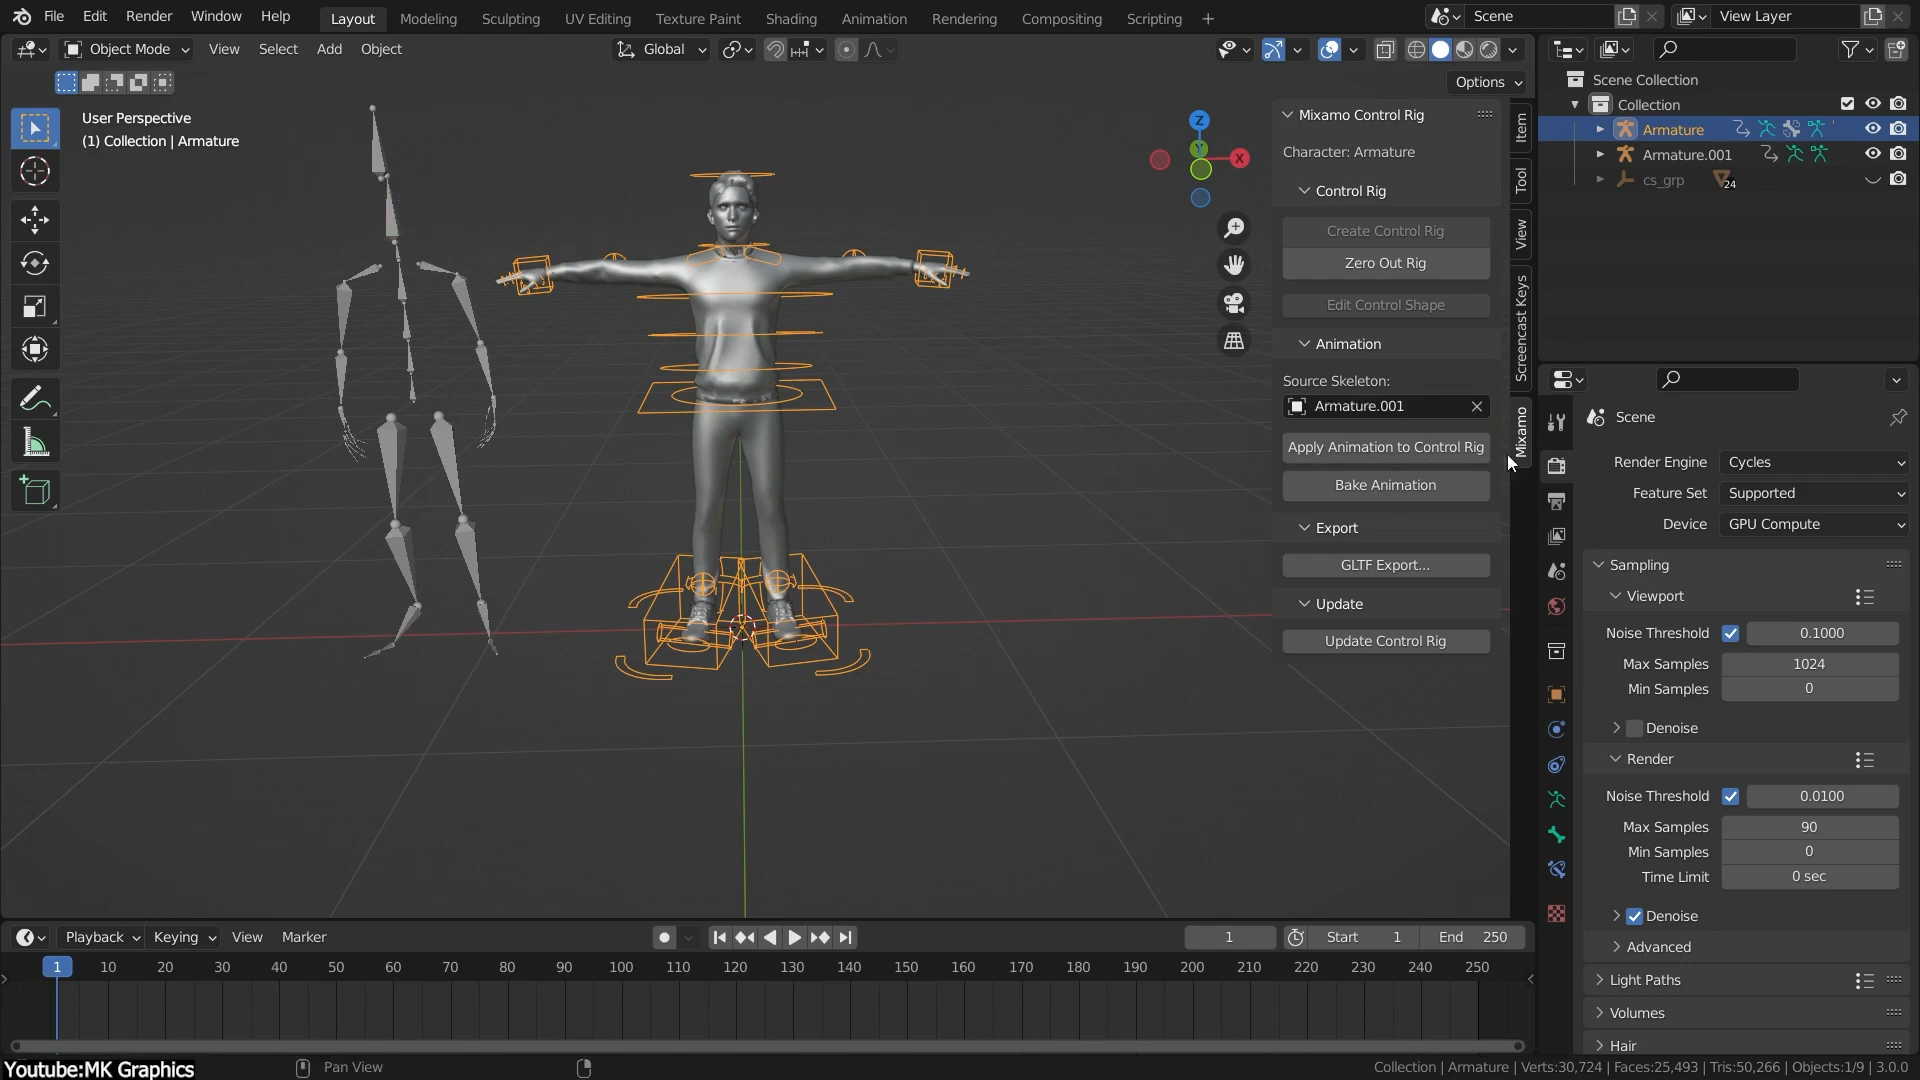 File Edit Render Window Help Layout Modeling Sculpting UV Editing Texture Paint Shading Animation Rendering Compositing Scripting + Scene View Layer
Object Mode View Select Add Object Global
Options
User Perspective
(1) Collection | Armature
Z
Y
X
Mixamo Control Rig
Character: Armature
Control Rig
Create Control Rig
Zero Out Rig
Edit Control Shape
Animation
Source Skeleton:
Armature.001
Apply Animation to Control Rig
Bake Animation
Export
GLTF Export...
Update
Update Control Rig
Item
Tool
View
Screencast Keys
Mixamo
Scene Collection
Collection
Armature
Armature.001
cs_grp 24
Scene
Render Engine Cycles
Feature Set Supported
Device GPU Compute
Sampling
Viewport
Noise Threshold 0.1000
Max Samples 1024
Min Samples 0
Denoise
Render
Noise Threshold 0.0100
Max Samples 90
Min Samples 0
Time Limit 0 sec
Denoise
Advanced
Light Paths
Volumes
Hair
Playback Keying View Marker 1 Start 1 End 250
1 10 20 30 40 50 60 70 80 90 100 110 120 130 140 150 160 170 180 190 200 210 220 230 240 250
Youtube:MK Graphics
Pan View
Collection | Armature | Verts:30,724 | Faces:25,493 | Tris:50,266 | Objects:1/9 | 3.0.0